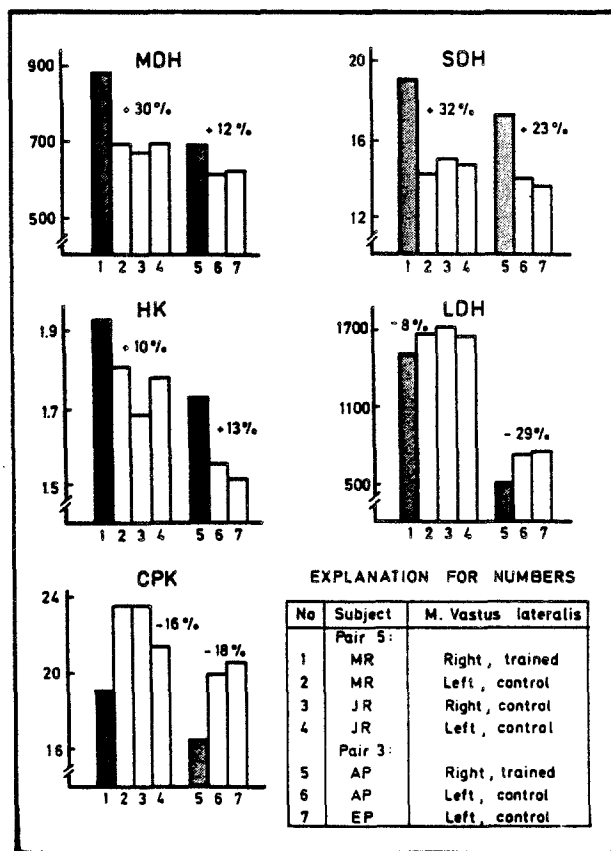 MDH
900
700
500
+ 30 %
+ 12 %
1 2 3 4 5 6 7
SDH
20
16
12
+ 32 %
+ 23 %
1 2 3 4 5 6 7
HK
1.9
1.7
1.5
+ 10 %
+ 13 %
1 2 3 4 5 6 7
LDH
1700
1100
500
- 8 %
- 29 %
1 2 3 4 5 6 7
CPK
24
20
16
- 16 %
- 18 %
1 2 3 4 5 6 7
EXPLANATION FOR NUMBERS
No Subject M. Vastus lateralis
Pair 5:
1 MR Right, trained
2 MR Left, control
3 JR Right, control
4 JR Left, control
Pair 3:
5 AP Right, trained
6 AP Left, control
7 EP Left, control